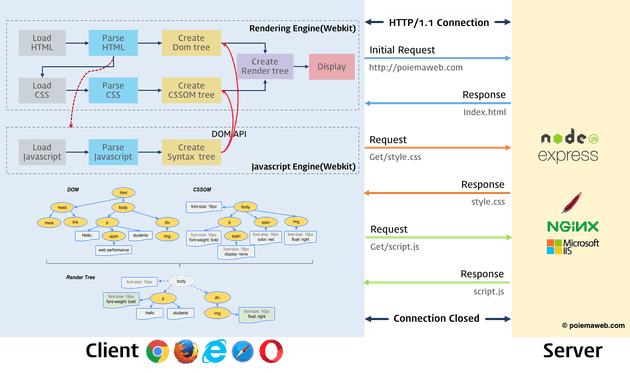 Rendering Engine(Webkit)
Load
HTML
Parse
HTML
Create
Dom tree
Load
CSS
Parse
CSS
Create
CSSOM tree
Create
Render tree
Display
DOM API
Load
Javascript
Parse
Javascript
Create
Syntax tree
Javascript Engine(Webkit)
DOM
html
head
body
meta
link
p
div
Hello,
span
students
img
web performance
CSSOM
font-size: 16px
body
p
span
img
font-size: 16px
font-weight: bold
span
font-size: 16px
color: red
font-size: 16px
float: right
font-size: 16px
display: none
Render Tree
font-size: 16px
body
font-size: 16px
font-weight: bold
p
div
Hello
students
img
font-size: 16px
float: right
HTTP/1.1 Connection
Initial Request
http://poiemaweb.com
Response
Index.html
Request
Get/style.css
Response
style.css
Request
Get/script.js
Response
script.js
Connection Closed
node
JS
express
NGINX
Microsoft
IIS
© poiemaweb.com
Client
Server